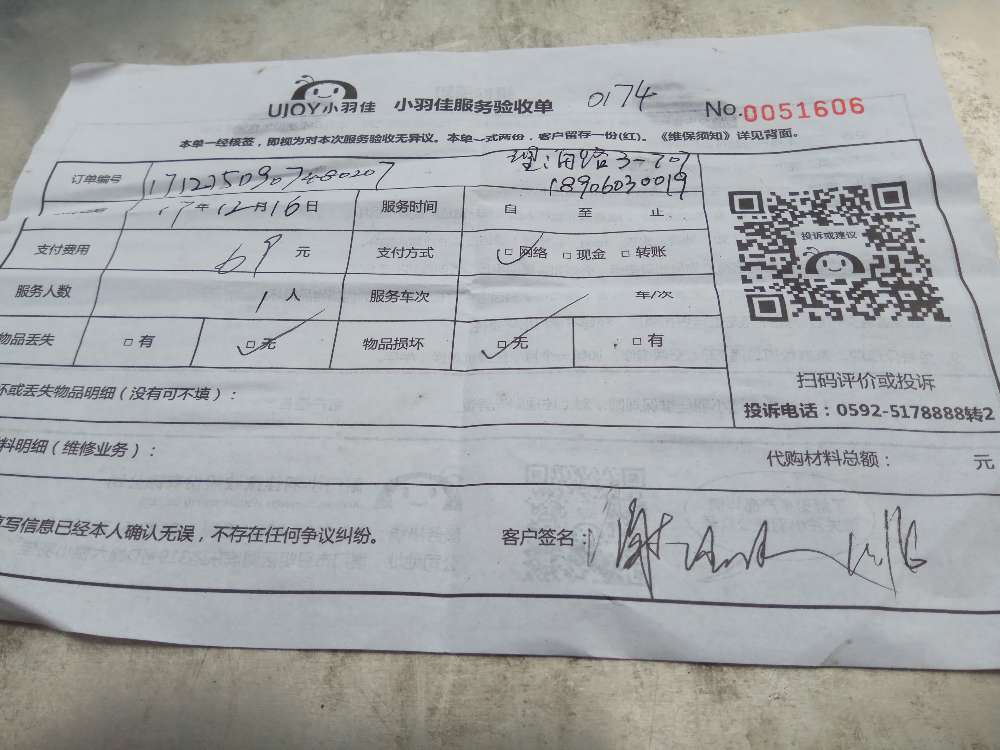 UJOY小羽佳 小羽佳服务验收单 0174 No.0051606
本单一经核签，即视为对本次服务验收无异议。本单一式两份，客户留存一份(红)。《维保须知》详见背面。
路3-707
订单编号 18906030019
17年12月16日 服务时间 自 至 止
支付费用 69元 支付方式 □网络 □现金 □转账
投诉或建议
服务人数 1人 服务车次 车/次
物品丢失 □有 □无 物品损坏 □无 □有
扫码评价或投诉
坏或丢失物品明细（没有可不填）：
投诉电话：0592-5178888转2
料明细（维修业务）： 代购材料总额： 元
填写信息已经本人确认无误，不存在任何争议纠纷。 客户签名：